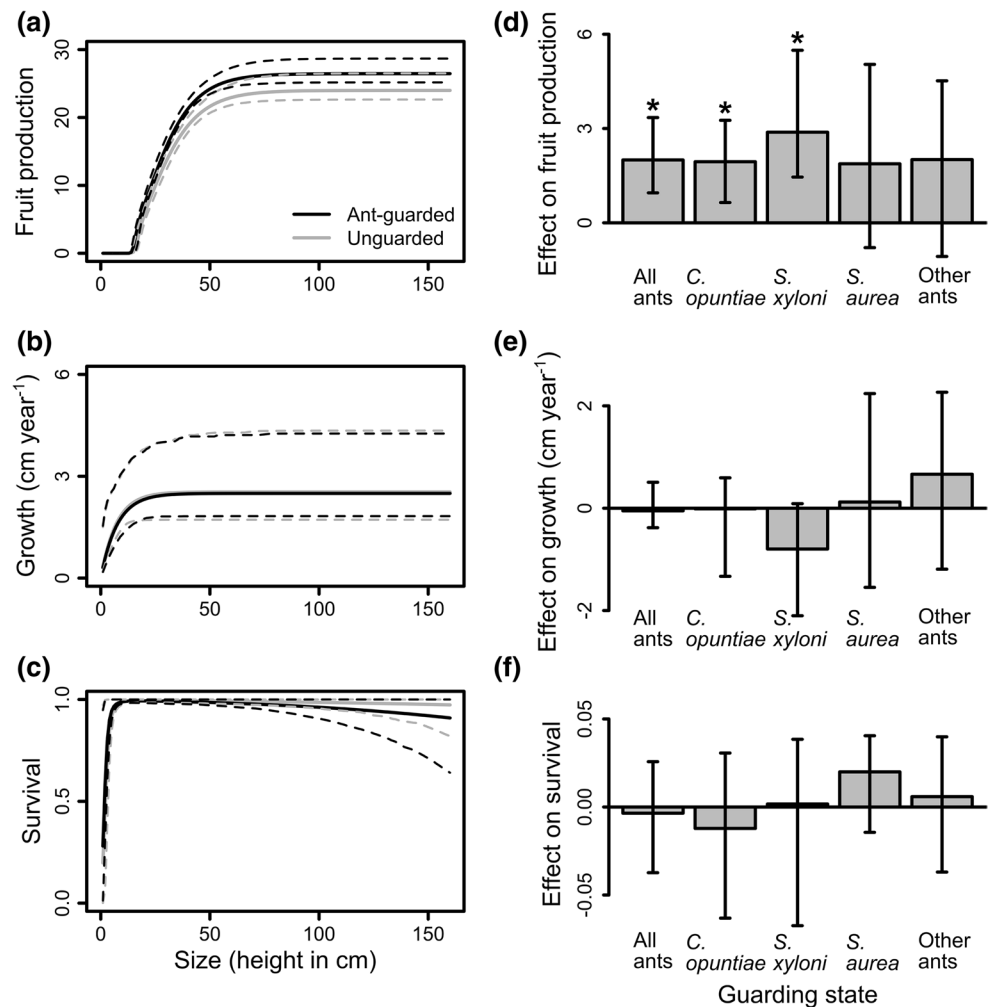 (a)
Fruit production
30
20
10
0
Ant-guarded
Unguarded
0 50 100 150
(b)
Growth (cm year-1)
6
3
0
0 50 100 150
(c)
Survival
1.0
0.5
0.0
0 50 100 150
Size (height in cm)
(d)
Effect on fruit production
6
3
0
* * *
All ants
C. opuntiae
S. xyloni
S. aurea
Other ants
(e)
Effect on growth (cm year-1)
2
0
-2
All ants
C. opuntiae
S. xyloni
S. aurea
Other ants
(f)
Effect on survival
0.05
0.00
-0.05
All ants
C. opuntiae
S. xyloni
S. aurea
Other ants
Guarding state